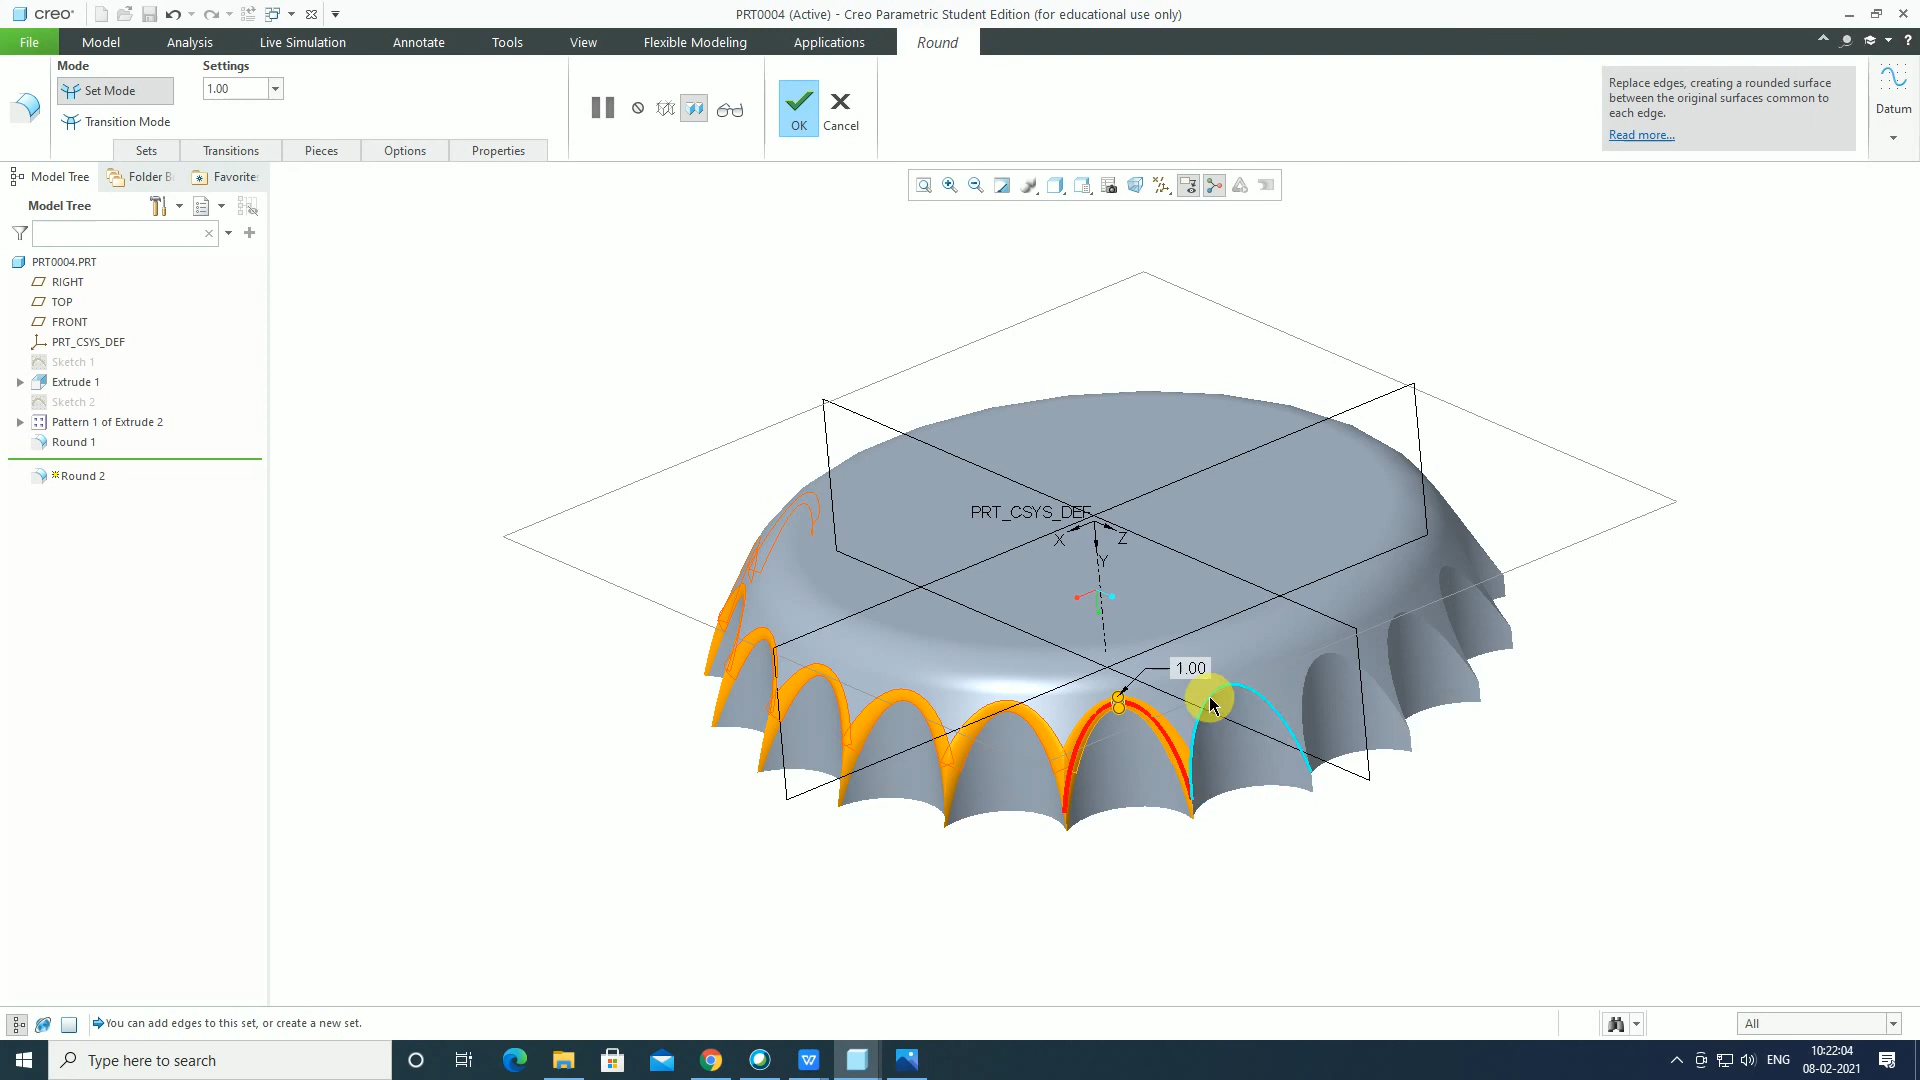 creo
PRT0004 (Active) - Creo Parametric Student Edition (for educational use only)
File Model Analysis Live Simulation Annotate Tools View Flexible Modeling Applications Round
Mode
Set Mode
Transition Mode
Settings
1.00
OK
Cancel
Replace edges, creating a rounded surface
between the original surfaces common to
each edge.
Read more...
Datum
Sets Transitions Pieces Options Properties
Model Tree Folder B Favorite
Model Tree
PRT0004.PRT
RIGHT
TOP
FRONT
PRT_CSYS_DEF
Sketch 1
Extrude 1
Sketch 2
Pattern 1 of Extrude 2
Round 1
Round 2
PRT_CSYS_DEF
X
Z
Y
1.00
You can add edges to this set, or create a new set.
All
Type here to search
ENG
10:22:04
08-02-2021